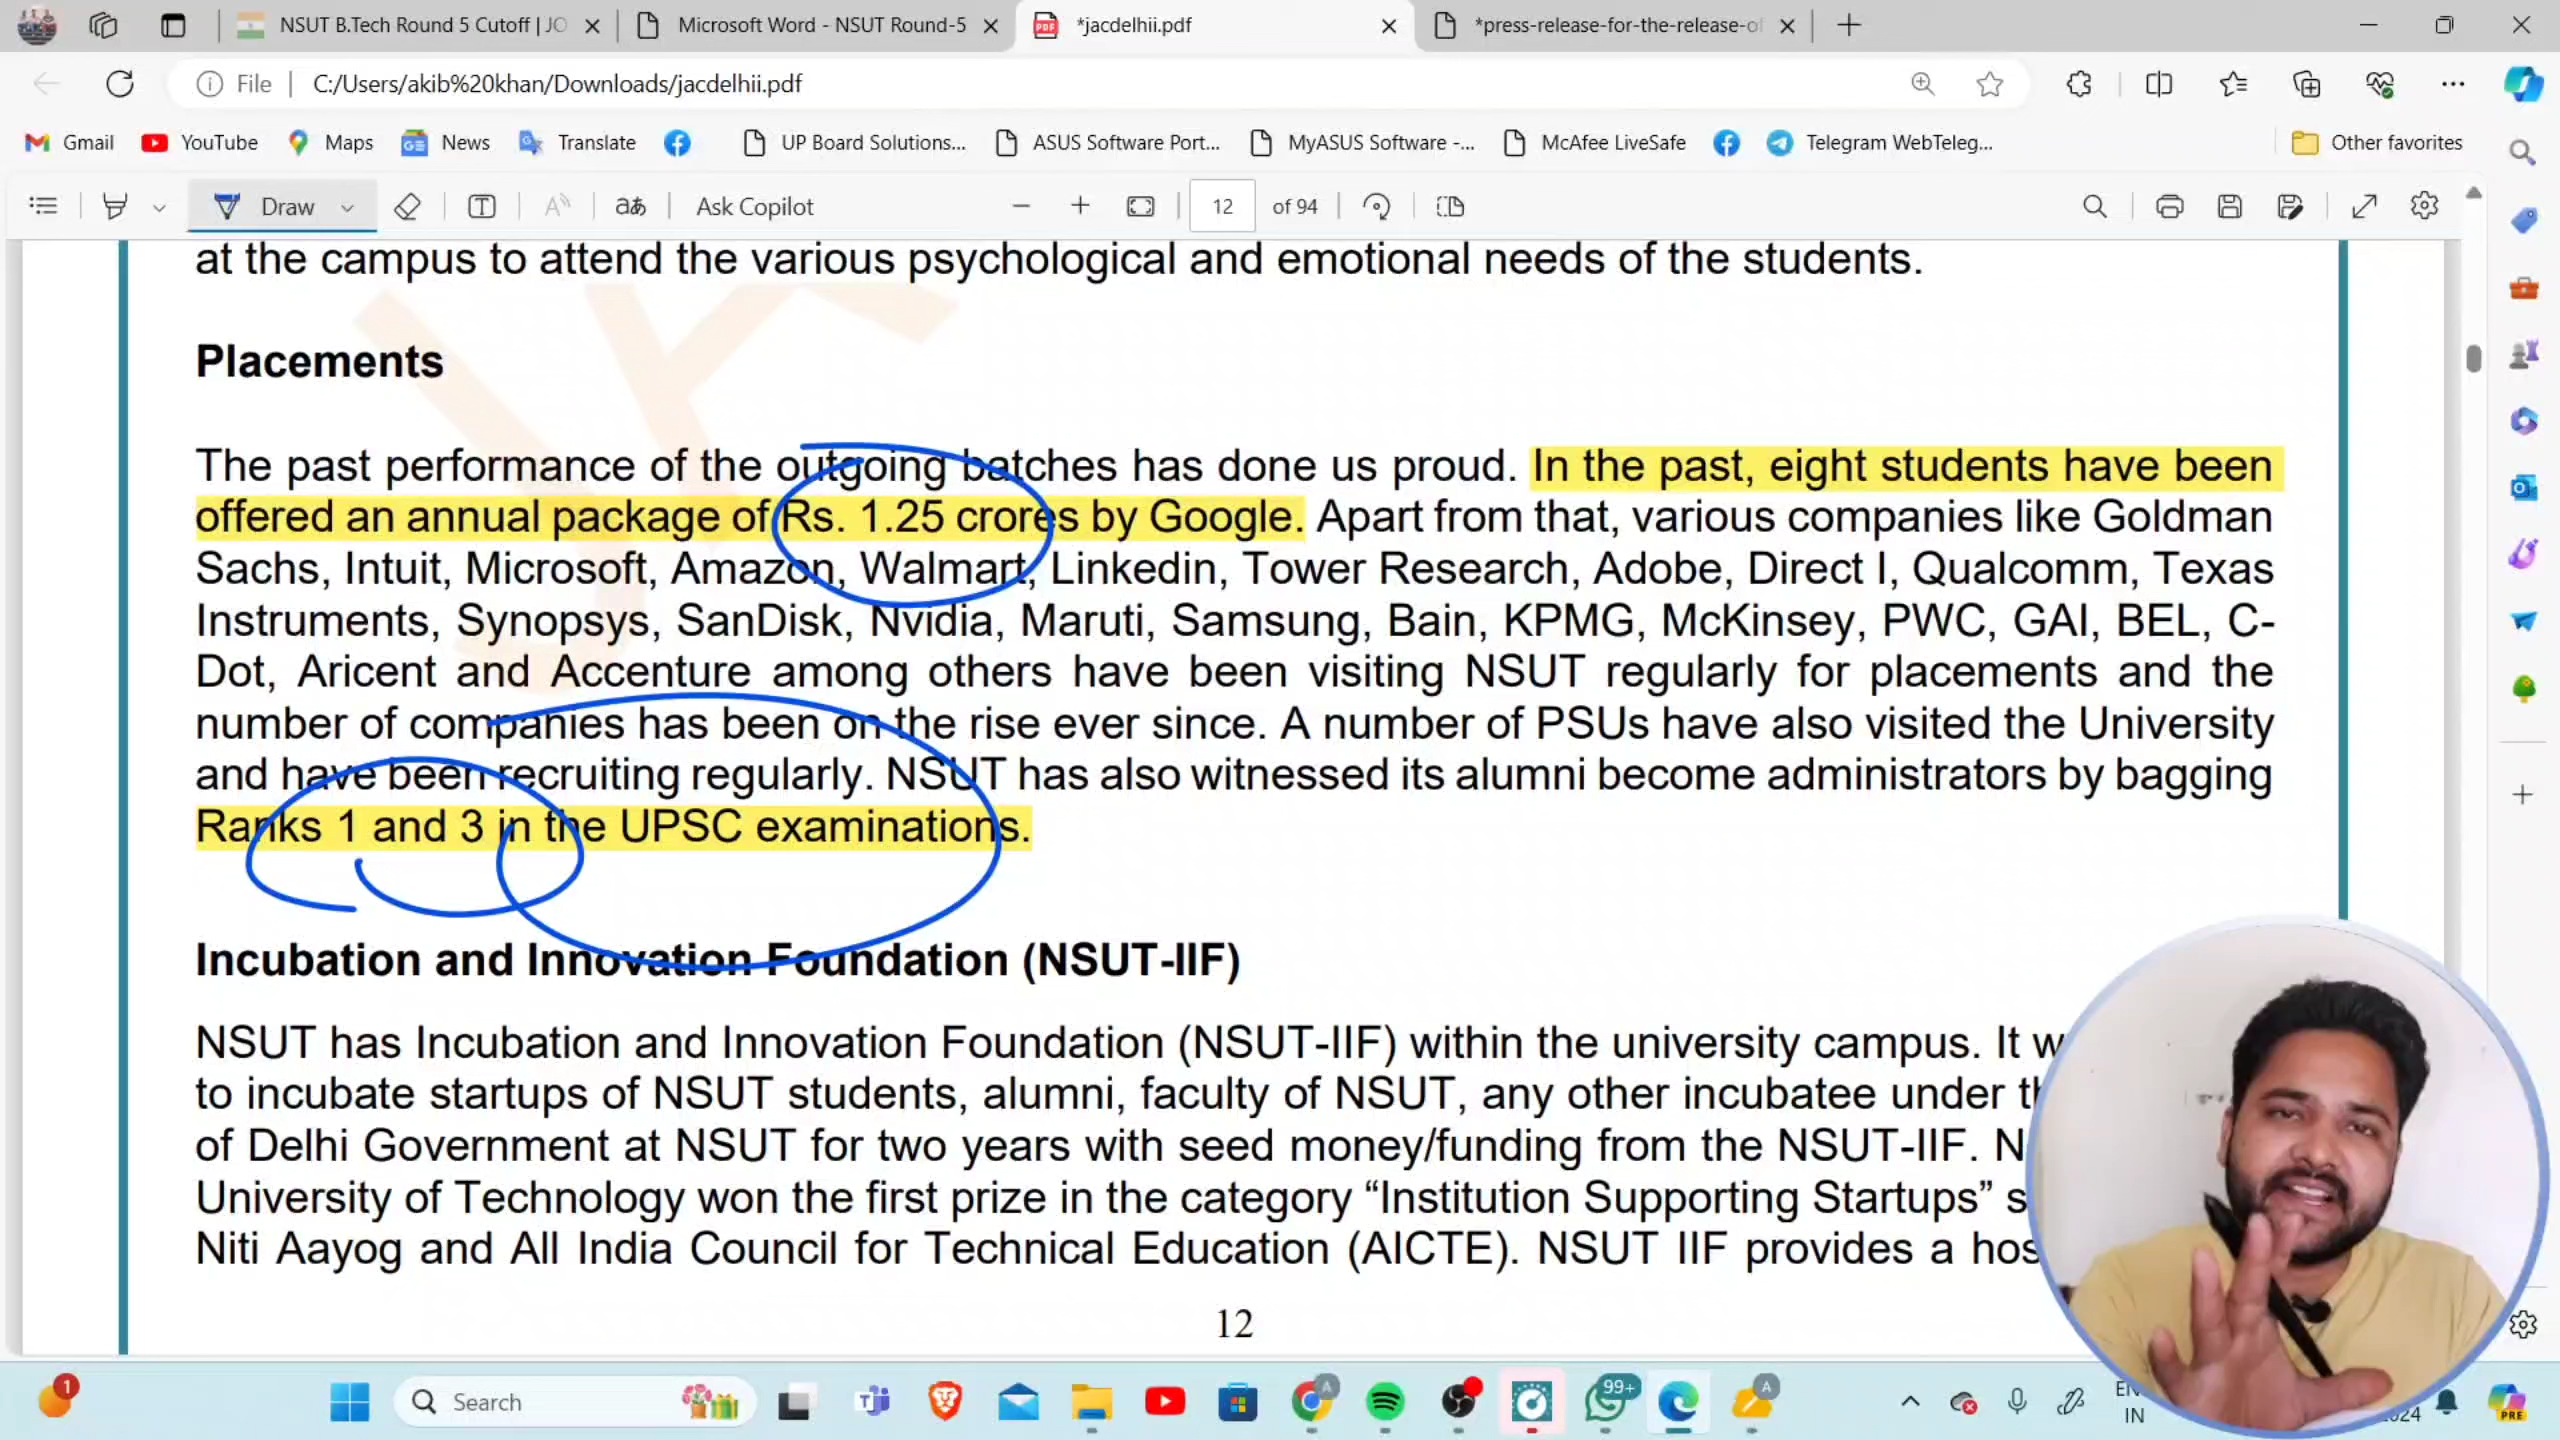 NSUT B.Tech Round 5 Cutoff | JO
Microsoft Word - NSUT Round-5
*jacdelhii.pdf
*press-release-for-the-release-of
File
C:/Users/akib%20khan/Downloads/jacdelhii.pdf
Gmail
YouTube
Maps
News
Translate
UP Board Solutions...
ASUS Software Port...
MyASUS Software -...
McAfee LiveSafe
Telegram WebTeleg...
Other favorites
Draw
Ask Copilot
12
of 94
at the campus to attend the various psychological and emotional needs of the students.
Placements
The past performance of the outgoing batches has done us proud. In the past, eight students have been
offered an annual package of Rs. 1.25 crores by Google. Apart from that, various companies like Goldman
Sachs, Intuit, Microsoft, Amazon, Walmart, Linkedin, Tower Research, Adobe, Direct I, Qualcomm, Texas
Instruments, Synopsys, SanDisk, Nvidia, Maruti, Samsung, Bain, KPMG, McKinsey, PWC, GAI, BEL, C-
Dot, Aricent and Accenture among others have been visiting NSUT regularly for placements and the
number of companies has been on the rise ever since. A number of PSUs have also visited the University
and have been recruiting regularly. NSUT has also witnessed its alumni become administrators by bagging
Ranks 1 and 3 in the UPSC examinations.
Incubation and Innovation Foundation (NSUT-IIF)
NSUT has Incubation and Innovation Foundation (NSUT-IIF) within the university campus. It w
to incubate startups of NSUT students, alumni, faculty of NSUT, any other incubatee under th
of Delhi Government at NSUT for two years with seed money/funding from the NSUT-IIF. N
University of Technology won the first prize in the category “Institution Supporting Startups” s
Niti Aayog and All India Council for Technical Education (AICTE). NSUT IIF provides a hos
12
1
Search
99+
A
A
IN
PRE